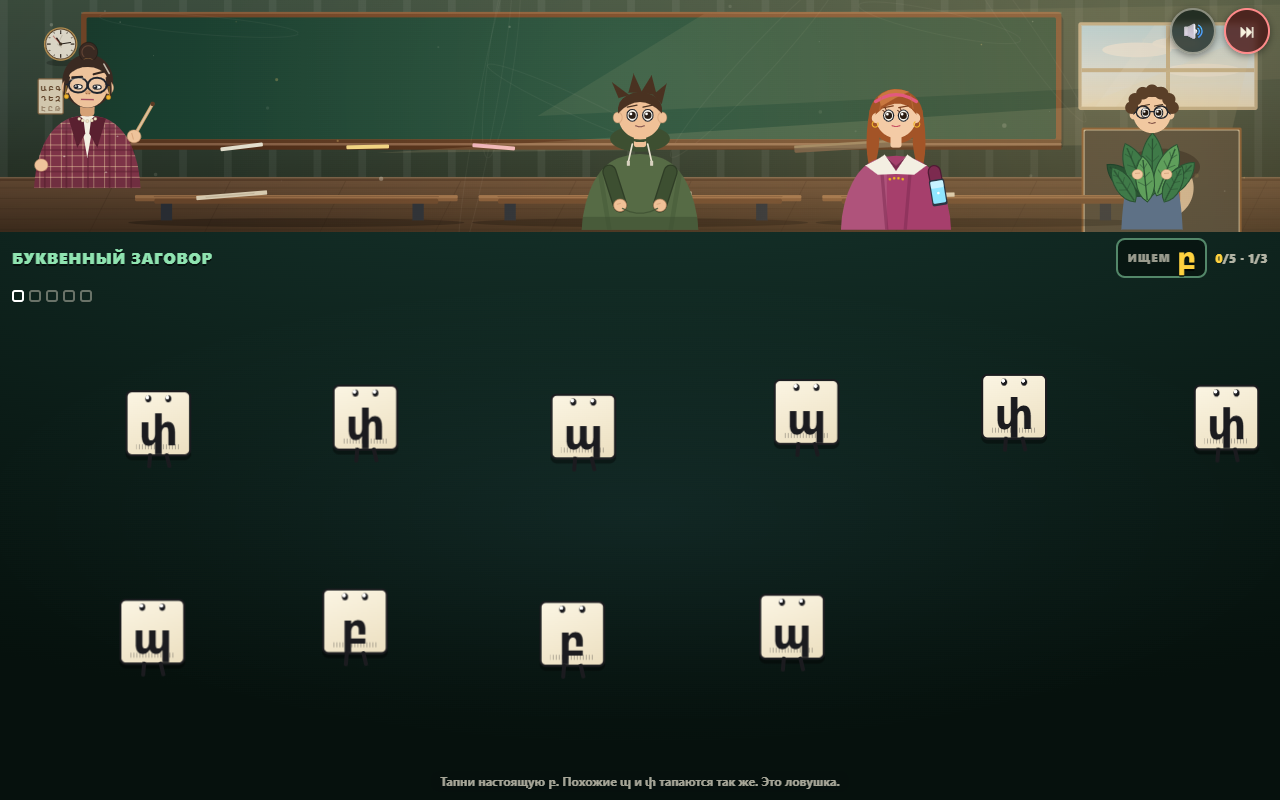 Ա Բ Գ
Դ Ե Զ
Է Ը Թ
БУКВЕННЫЙ ЗАГОВОР
ИЩЕМ բ 0/5 · 1/3
փ փ պ պ փ փ
պ բ բ պ
Тапни настоящую բ. Похожие պ и փ тапаются так же. Это ловушка.